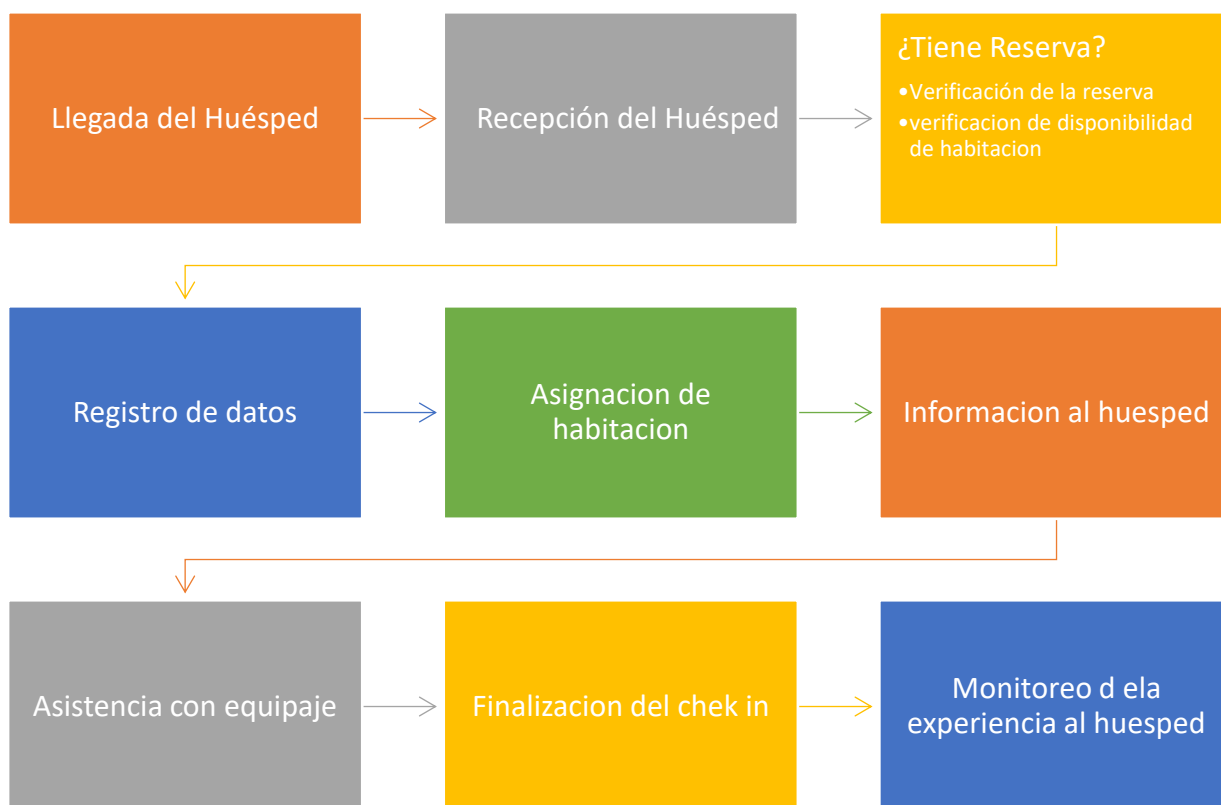 Llegada del Huésped
Recepción del Huésped
¿Tiene Reserva?
•Verificación de la reserva
•verificacion de disponibilidad
de habitacion
Registro de datos
Asignacion de
habitacion
Informacion al huesped
Asistencia con equipaje
Finalizacion del chek in
Monitoreo d ela
experiencia al huesped